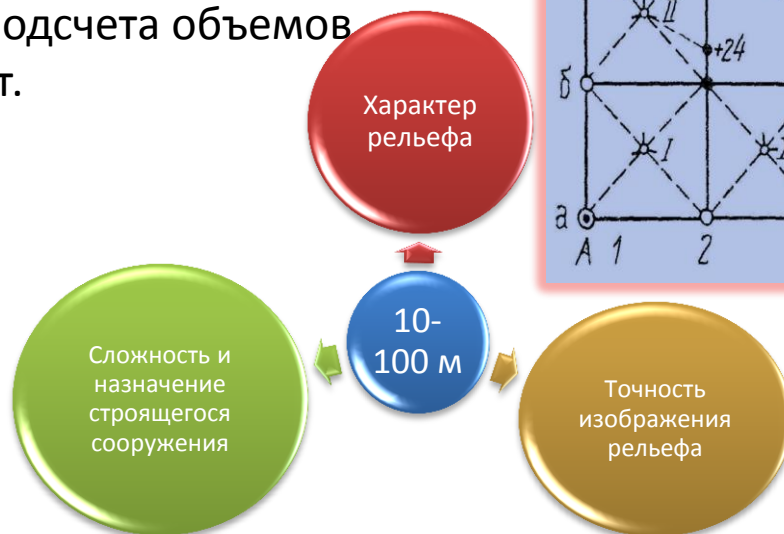 одсчета объемов
т.
II
+24
б
I
а
А 1 2
Характер
рельефа
10-
100 м
Сложность и
назначение
строящегося
сооружения
Точность
изображения
рельефа